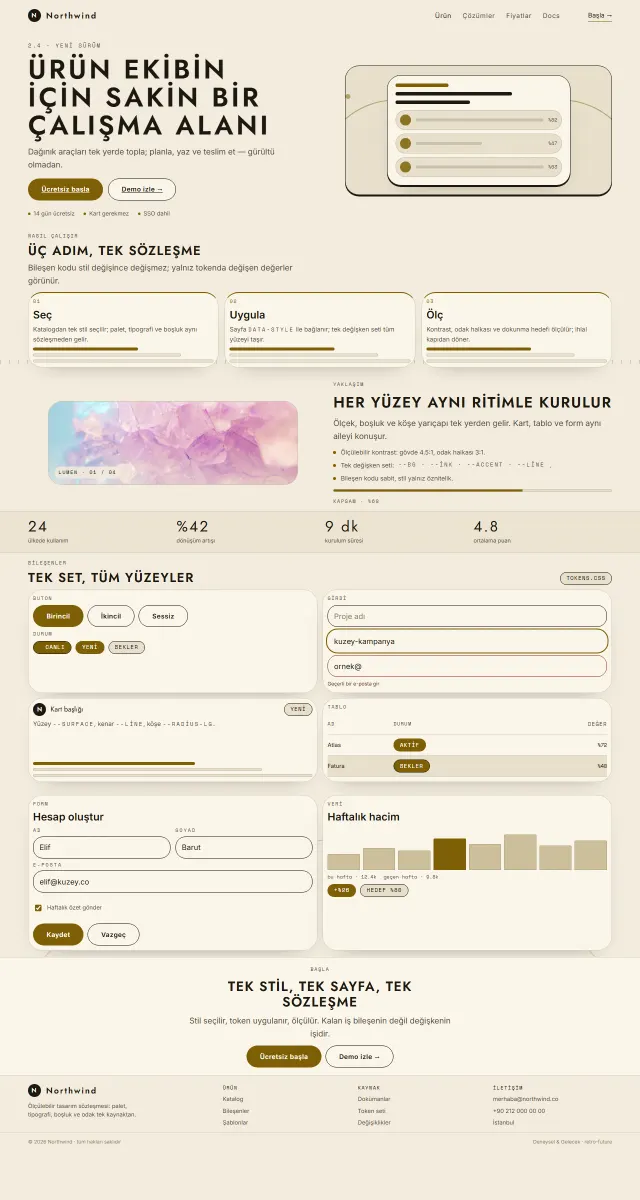 N Northwind
Ürün Çözümler Fiyatlar Docs Başla →
2.4 · YENİ SÜRÜM
ÜRÜN EKİBİN
İÇİN SAKİN BİR
ÇALIŞMA ALANI
Dağınık araçları tek yerde topla; planla, yaz ve teslim et — gürültü
olmadan.
Ücretsiz başla Demo izle →
14 gün ücretsiz Kart gerekmez SSO dahil
%82
%47
NASIL ÇALIŞIR
ÜÇ ADIM, TEK SÖZLEŞME
Bileşen kodu stil değişince değişmez; yalnız tokenda değişen değerler
görünür.
01
Seç
Katalogdan tek stil seçilir; palet, tipografi ve boşluk aynı
sözleşmeden gelir.
02
Uygula
Sayfa DATA-STYLE ile bağlanır; tek değişken seti tüm
yüzeyi taşır.
03
Ölç
Kontrast, odak halkası ve dokunma hedefi ölçülür; ihlal
kapıdan döner.
LUMEN · 01 / 08
YAKLAŞIM
HER YÜZEY AYNI RİTİMLE KURULUR
Ölçek, boşluk ve köşe yarıçapı tek yerden gelir. Kart, tablo ve form aynı
aileyi konuşur.
Ölçülebilir kontrast: gövde 4.5:1, odak halkası 3:1.
Tek değişken seti: --BG · --İNK · --ACCENT · --LİNE .
Bileşen kodu sabit, stil yalnız öznitelik.
KAPSAM · %68
24
ülkede kullanım
%42
dönüşüm artışı
9 dk
kurulum süresi
4.8
ortalama puan
BİLEŞENLER
TEK SET, TÜM YÜZEYLER
TOKENS.CSS
BUTON
Birincil İkincil Sessiz
DURUM
CANLI YENİ BEKLER
GİRDİ
Proje adı
kuzey-kampanya
ornek@
Geçerli bir e-posta gir
N Kart başlığı YENİ
Yüzey --SURFACE, kenar --LİNE, köşe --RADİUS-LG.
TABLO
AD DURUM DEĞER
Atlas AKTİF %72
Fatura BEKLER %48
FORM
Hesap oluştur
AD SOYAD
Elif Barut
E-POSTA
elif@kuzey.co
Haftalık özet gönder
Kaydet Vazgeç
VERİ
Haftalık hacim
bu hafta · 12.4k geçen hafta · 9.8k
+%26 HEDEF %80
BAŞLA
TEK STİL, TEK SAYFA, TEK
SÖZLEŞME
Stil seçilir, token uygulanır, ölçülür. Kalan iş bileşenin değil değişkenin
işidir.
Ücretsiz başla Demo izle →
N Northwind
Ölçülebilir tasarım sözleşmesi: palet,
tipografi, boşluk ve odak tek kaynaktan.
ÜRÜN
Katalog
Bileşenler
Şablonlar
KAYNAK
Dokümanlar
Token seti
Değişiklikler
İLETİŞİM
merhaba@northwind.co
+90 212 000 00 00
İstanbul
© 2026 Northwind · tüm hakları saklıdır
Deneysel & Gelecek · retro-futura